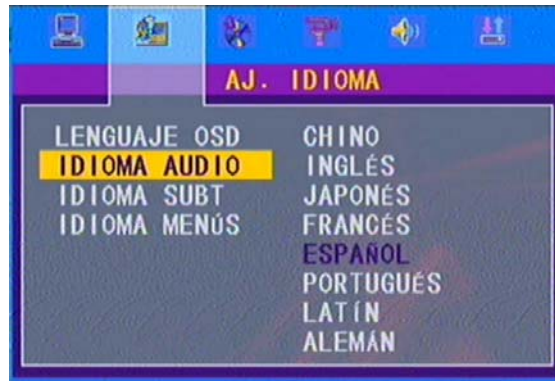 AJ. IDIOMA
LENGUAJE OSD
IDIOMA AUDIO
IDIOMA SUBT
IDIOMA MENÚS
CHINO
INGLÉS
JAPONÉS
FRANCÉS
ESPAÑOL
PORTUGUÉS
LATÍN
ALEMÁN